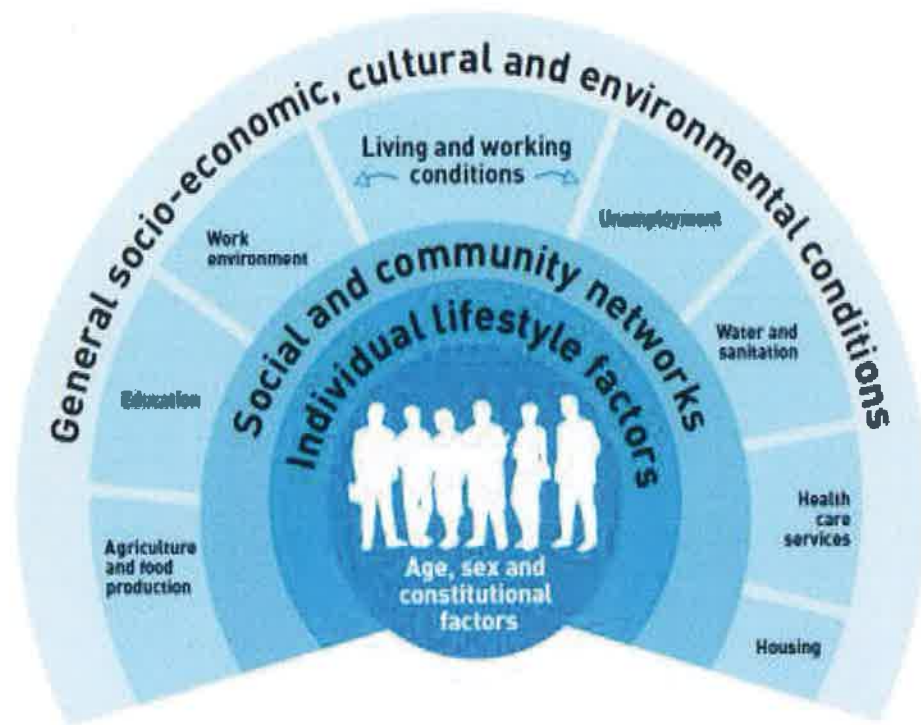 General socio-economic, cultural and environmental conditions
Living and working
conditions
Work
environment
Unemployment
Education
Water and
sanitation
Agriculture
and food
production
Health
care
services
Housing
Social and community networks
Individual lifestyle factors
Age, sex and
constitutional
factors